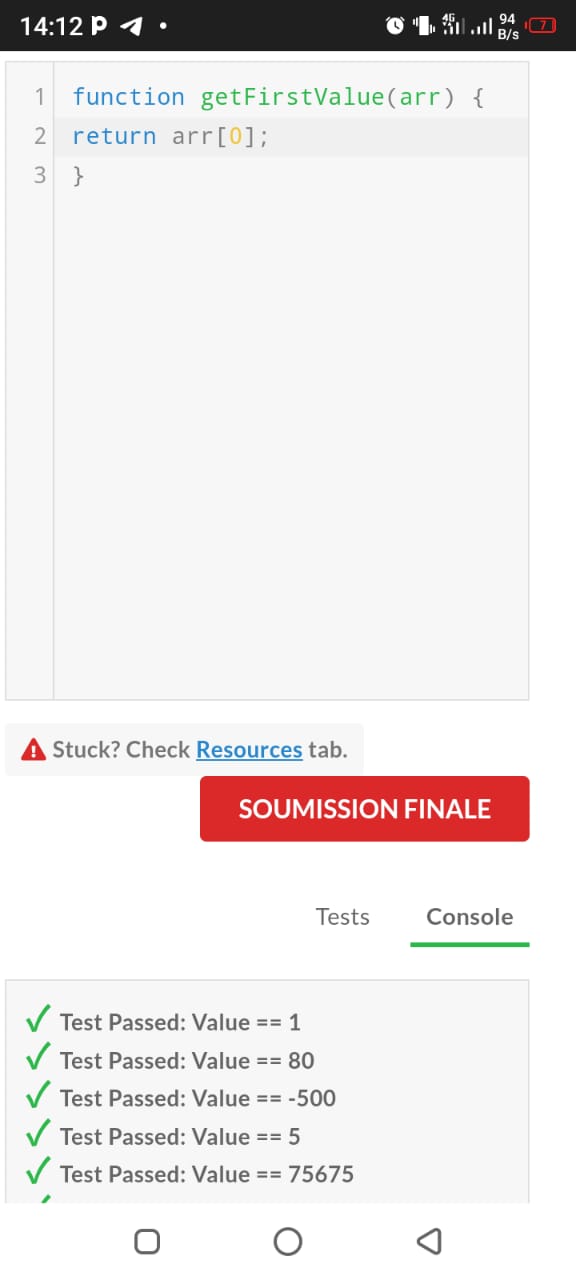 14:12 P 4G 94 B/s 7
1 function getFirstValue(arr) {
2 return arr[0];
3 }
Stuck? Check Resources tab.
SOUMISSION FINALE
Tests Console
Test Passed: Value == 1
Test Passed: Value == 80
Test Passed: Value == -500
Test Passed: Value == 5
Test Passed: Value == 75675